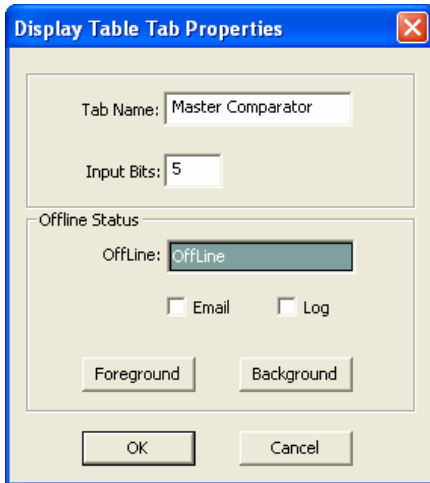 Display Table Tab Properties
Tab Name: Master Comparator
Input Bits: 5
Offline Status
OffLine: OffLine
Email Log
Foreground Background
OK Cancel